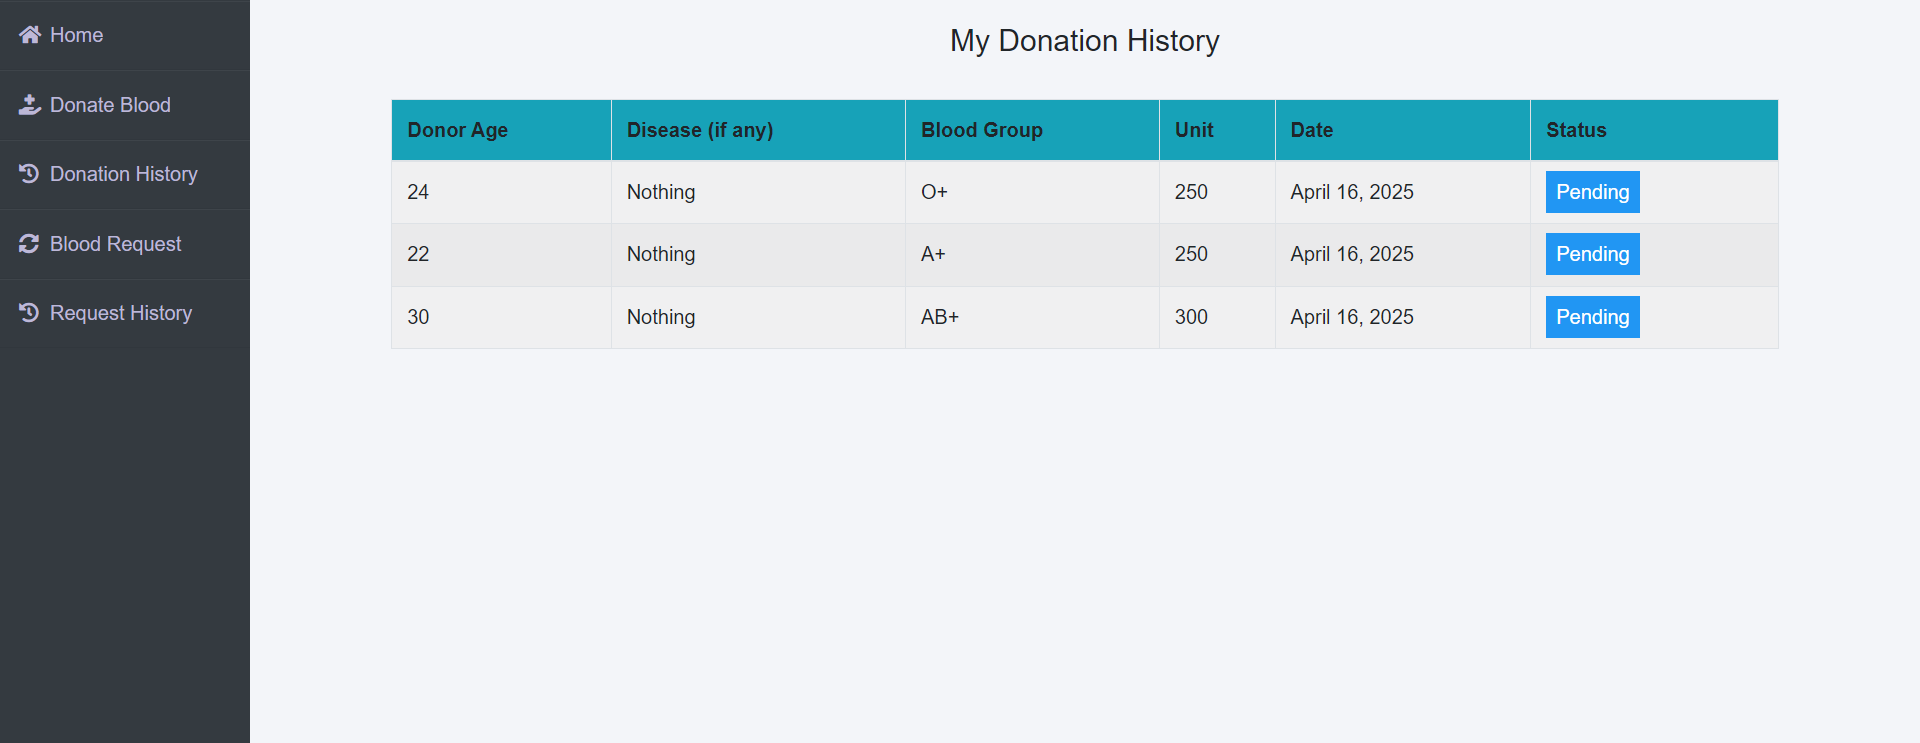 Home
Donate Blood
Donation History
Blood Request
Request History
My Donation History
Donor Age Disease (if any) Blood Group Unit Date Status
24 Nothing O+ 250 April 16, 2025 Pending
22 Nothing A+ 250 April 16, 2025 Pending
30 Nothing AB+ 300 April 16, 2025 Pending